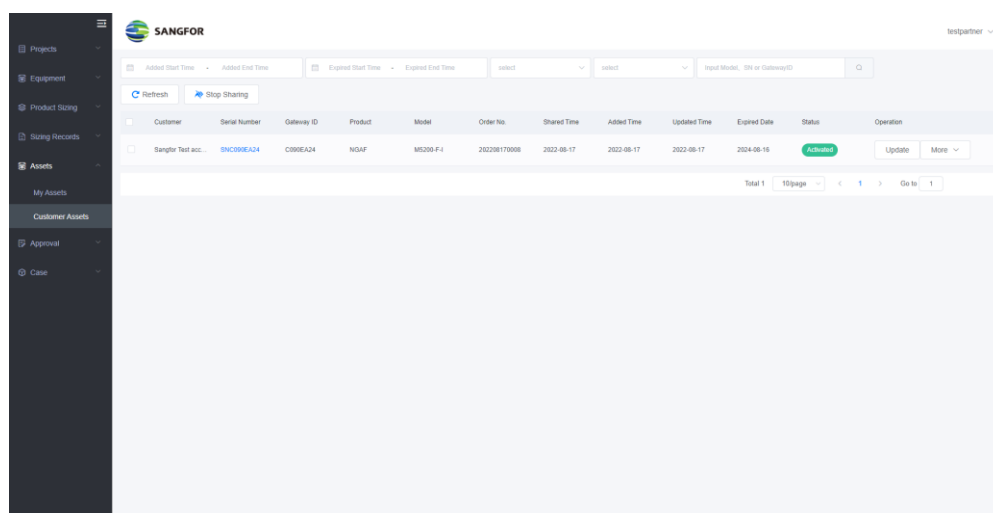 SANGFOR
testpartner
Projects
Equipment
Product Sizing
Sizing Records
Assets
My Assets
Customer Assets
Approval
Case
Added Start Time - Added End Time Expired Start Time - Expired End Time select select Input Model, SN or GatewayID
Refresh Stop Sharing
Customer Serial Number Gateway ID Product Model Order No. Shared Time Added Time Updated Time Expired Date Status Operation
Sangfor Test acc... SNC090EA24 C090EA24 NGAF M5200-F-I 202208170008 2022-08-17 2022-08-17 2022-08-17 2024-08-16 Activated Update More
Total 1 10/page < 1 > Go to 1